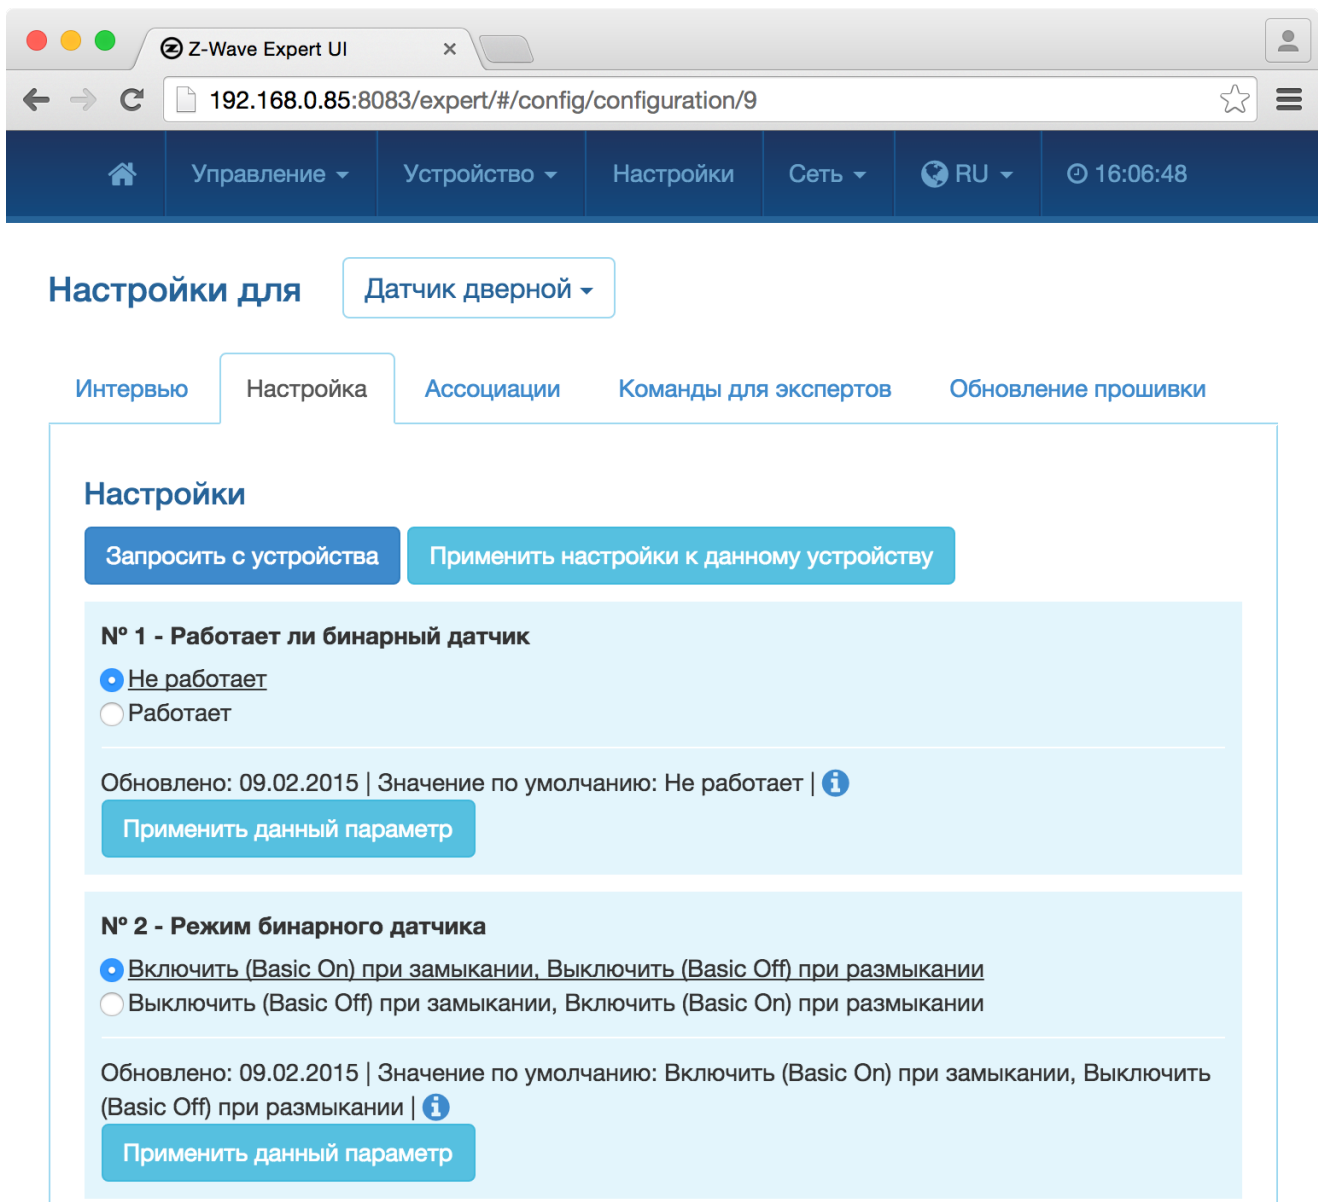 Z-Wave Expert UI
192.168.0.85:8083/expert/#/config/configuration/9
Управление Устройство Настройки Сеть RU 16:06:48
Настройки для Датчик дверной
Интервью Настройка Ассоциации Команды для экспертов Обновление прошивки
Настройки
Запросить с устройства Применить настройки к данному устройству
Nº 1 - Работает ли бинарный датчик
Не работает
Работает
Обновлено: 09.02.2015 | Значение по умолчанию: Не работает |
Применить данный параметр
Nº 2 - Режим бинарного датчика
Включить (Basic On) при замыкании, Выключить (Basic Off) при размыкании
Выключить (Basic Off) при замыкании, Включить (Basic On) при размыкании
Обновлено: 09.02.2015 | Значение по умолчанию: Включить (Basic On) при замыкании, Выключить
(Basic Off) при размыкании |
Применить данный параметр